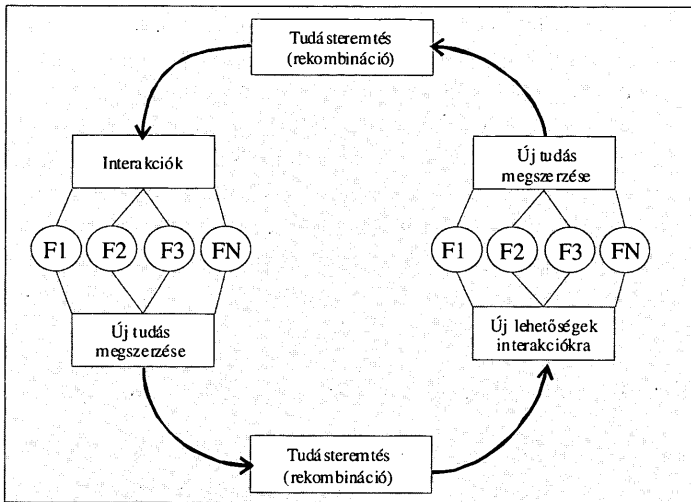 Tudásteremtés
(rekombináció)
Interakciók
Új tudás
megszerzése
F1 F2 F3 FN
F1 F2 F3 FN
Új tudás
megszerzése
Új lehetőségek
interakciókra
Tudásteremtés
(rekombináció)